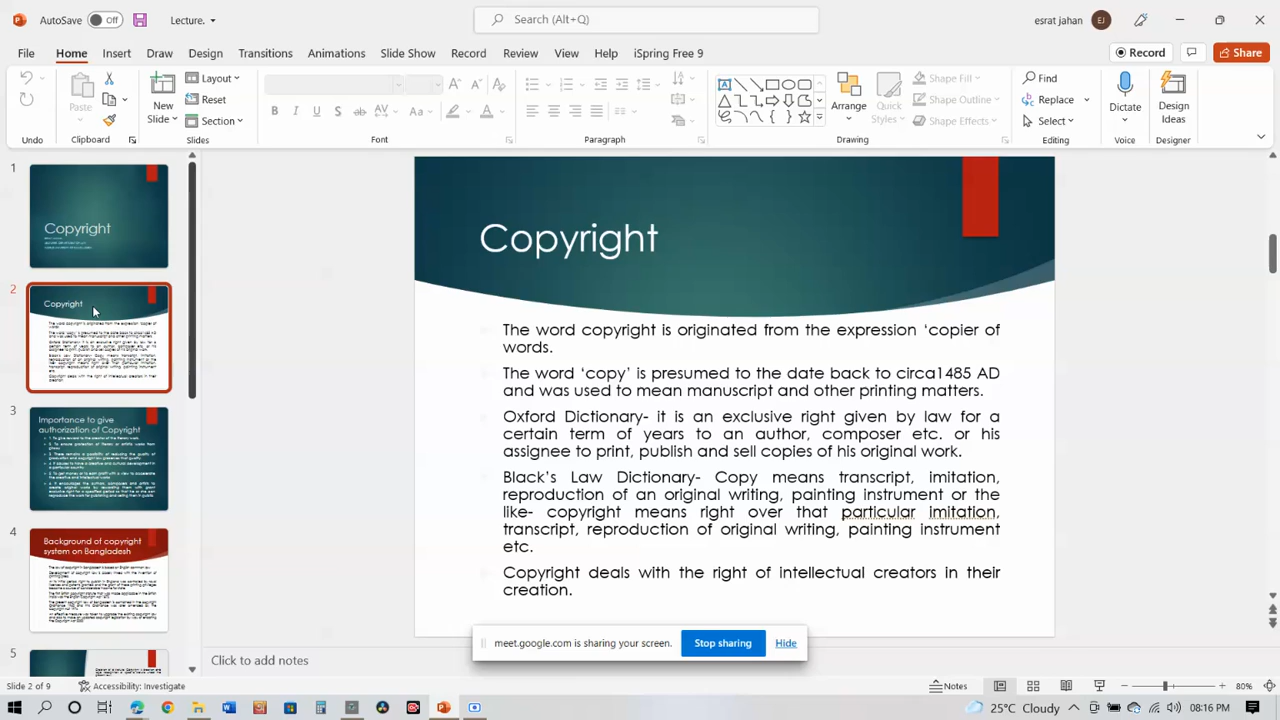 AutoSave Off Lecture. Search (Alt+Q) esrat jahan EJ
File Home Insert Draw Design Transitions Animations Slide Show Record Review View Help iSpring Free 9 Record Share
Paste New Slide Layout Reset Section B I U S ab AV Aa A Arrange Quick Styles Shape Fill Shape Outline Shape Effects Find Replace Select Dictate Design Ideas
Undo Clipboard Slides Font Paragraph Drawing Editing Voice Designer
1
Copyright
2
Copyright
3
Importance to give
authorization of Copyright
4
Background of copyright
system on Bangladesh
5
Copyright
The word copyright is originated from the expression ‘copier of
words.
The word ‘copy’ is presumed to the date back to circa1485 AD
and was used to mean manuscript and other printing matters.
Oxford Dictionary- it is an exlusive right given by law for a
certain term of years to an author, composer etc. or his
assignee to print, publish and sell copies of his original work.
Black’s Law Dictionary- Copy means transcript, imitation,
reproduction of an original writing, painting instrument or the
like- copyright means right over that particular imitation,
transcript, reproduction of original writing, painting instrument
etc.
Copyright deals with the right of intellectual creators in their
creation.
meet.google.com is sharing your screen. Stop sharing Hide
Click to add notes
Slide 2 of 9 Accessibility: Investigate Notes 80%
25°C Cloudy 08:16 PM